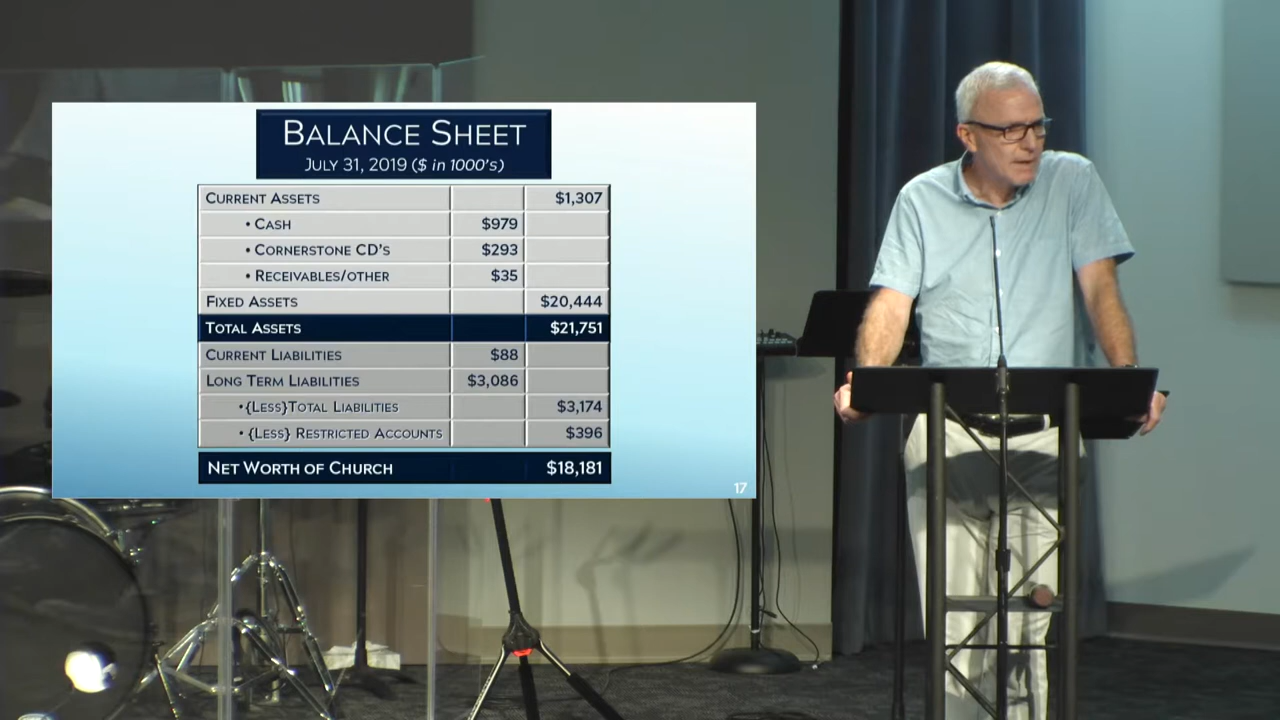 BALANCE SHEET
JULY 31, 2019 ($ in 1000's)
CURRENT ASSETS $1,307
• CASH $979
• CORNERSTONE CD'S $293
• RECEIVABLES/OTHER $35
FIXED ASSETS $20,444
TOTAL ASSETS $21,751
CURRENT LIABILITIES $88
LONG TERM LIABILITIES $3,086
•{LESS}TOTAL LIABILITIES $3,174
• {LESS} RESTRICTED ACCOUNTS $396
NET WORTH OF CHURCH $18,181
17